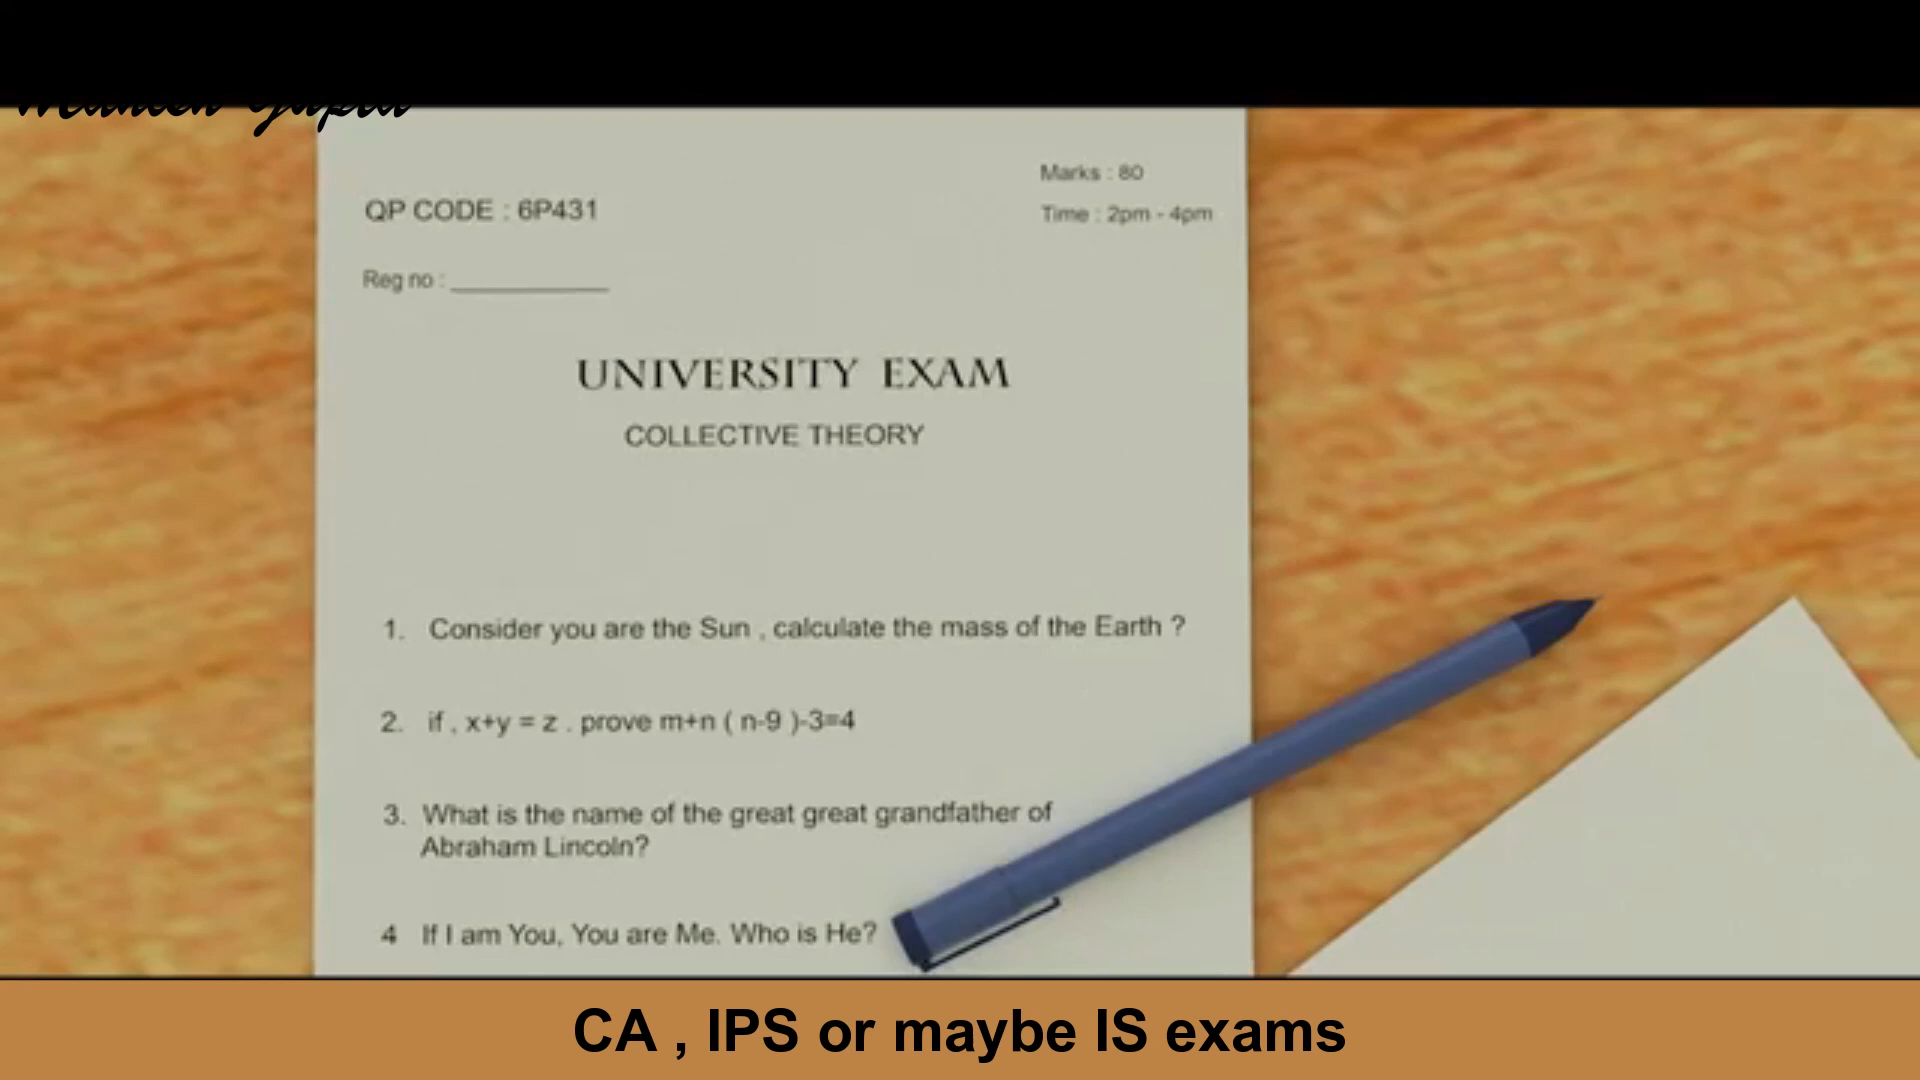 Marks : 80
QP CODE : 6P431
Time : 2pm - 4pm
Reg no :
UNIVERSITY EXAM
COLLECTIVE THEORY
1. Consider you are the Sun , calculate the mass of the Earth ?
2. if , x+y = z . prove m+n ( n-9 )-3=4
3. What is the name of the great great grandfather of
Abraham Lincoln?
4 If I am You, You are Me. Who is He?
CA , IPS or maybe IS exams